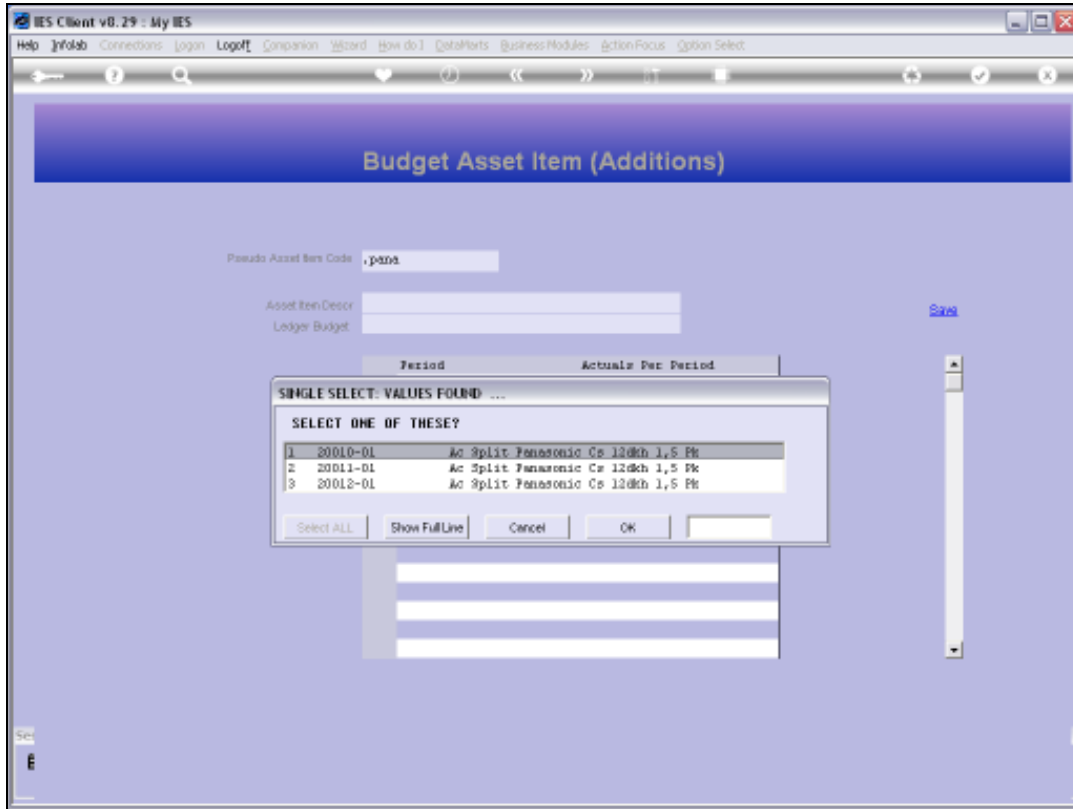 IES Client v8.29 : My IES
Help Infolab Connections Logon Logoff Companion Wizard How do I DataMarts Business Modules Action Focus Option Select
Budget Asset Item (Additions)
Pseudo Asset Item Code .pana
Asset Item Descr
Save
Ledger Budget
Period Actuals Per Period
SINGLE SELECT: VALUES FOUND ...
SELECT ONE OF THESE?
1 20010-01 Ac Split Panasonic Cs 12dkh 1,5 Pk
2 20011-01 Ac Split Panasonic Cs 12dkh 1,5 Pk
3 20012-01 Ac Split Panasonic Cs 12dkh 1,5 Pk
Select ALL Show Full Line Cancel OK